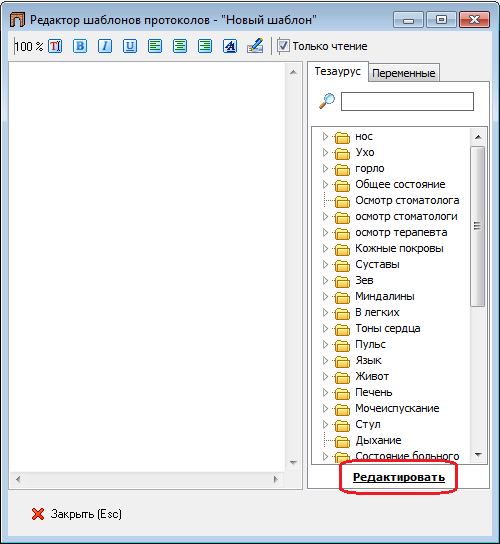 Редактор шаблонов протоколов - "Новый шаблон"
100 % T B I U A Только чтение
Тезаурус Переменные
нос
Ухо
горло
Общее состояние
Осмотр стоматолога
осмотр стоматологи
осмотр терапевта
Кожные покровы
Суставы
Зев
Миндалины
В легких
Тоны сердца
Пульс
Язык
Живот
Печень
Мочеиспускание
Стул
Дыхание
Состояние больного
Редактировать
Закрыть (Esc)